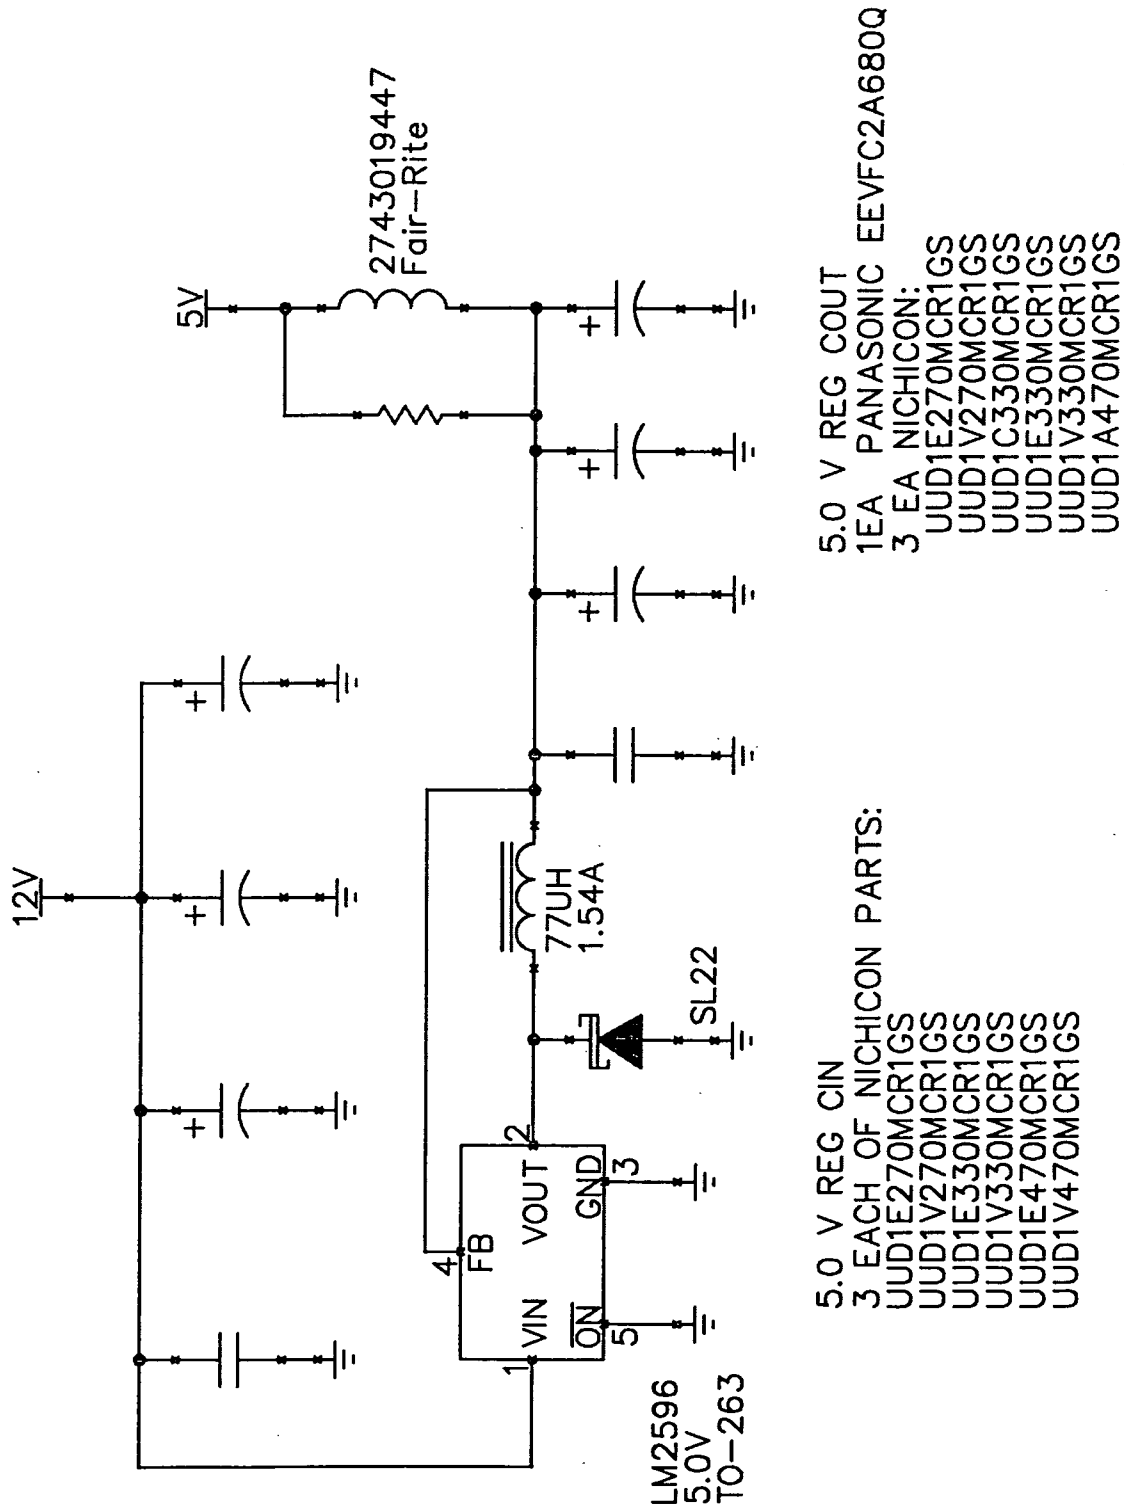 12V
5V
2743019447
Fair-Rite
+
+
+
+
+
+
77UH
1.54A
SL22
1
VIN
4
FB
VOUT
2
ON
5
GND
3
LM2596
5.0V
TO-263
5.0 V REG CIN
3 EACH OF NICHICON PARTS:
UUD1E270MCR1GS
UUD1V270MCR1GS
UUD1E330MCR1GS
UUD1V330MCR1GS
UUD1E470MCR1GS
UUD1V470MCR1GS
5.0 V REG COUT
1EA PANASONIC EEVFC2A680Q
3 EA NICHICON:
UUD1E270MCR1GS
UUD1V270MCR1GS
UUD1C330MCR1GS
UUD1E330MCR1GS
UUD1V330MCR1GS
UUD1A470MCR1GS